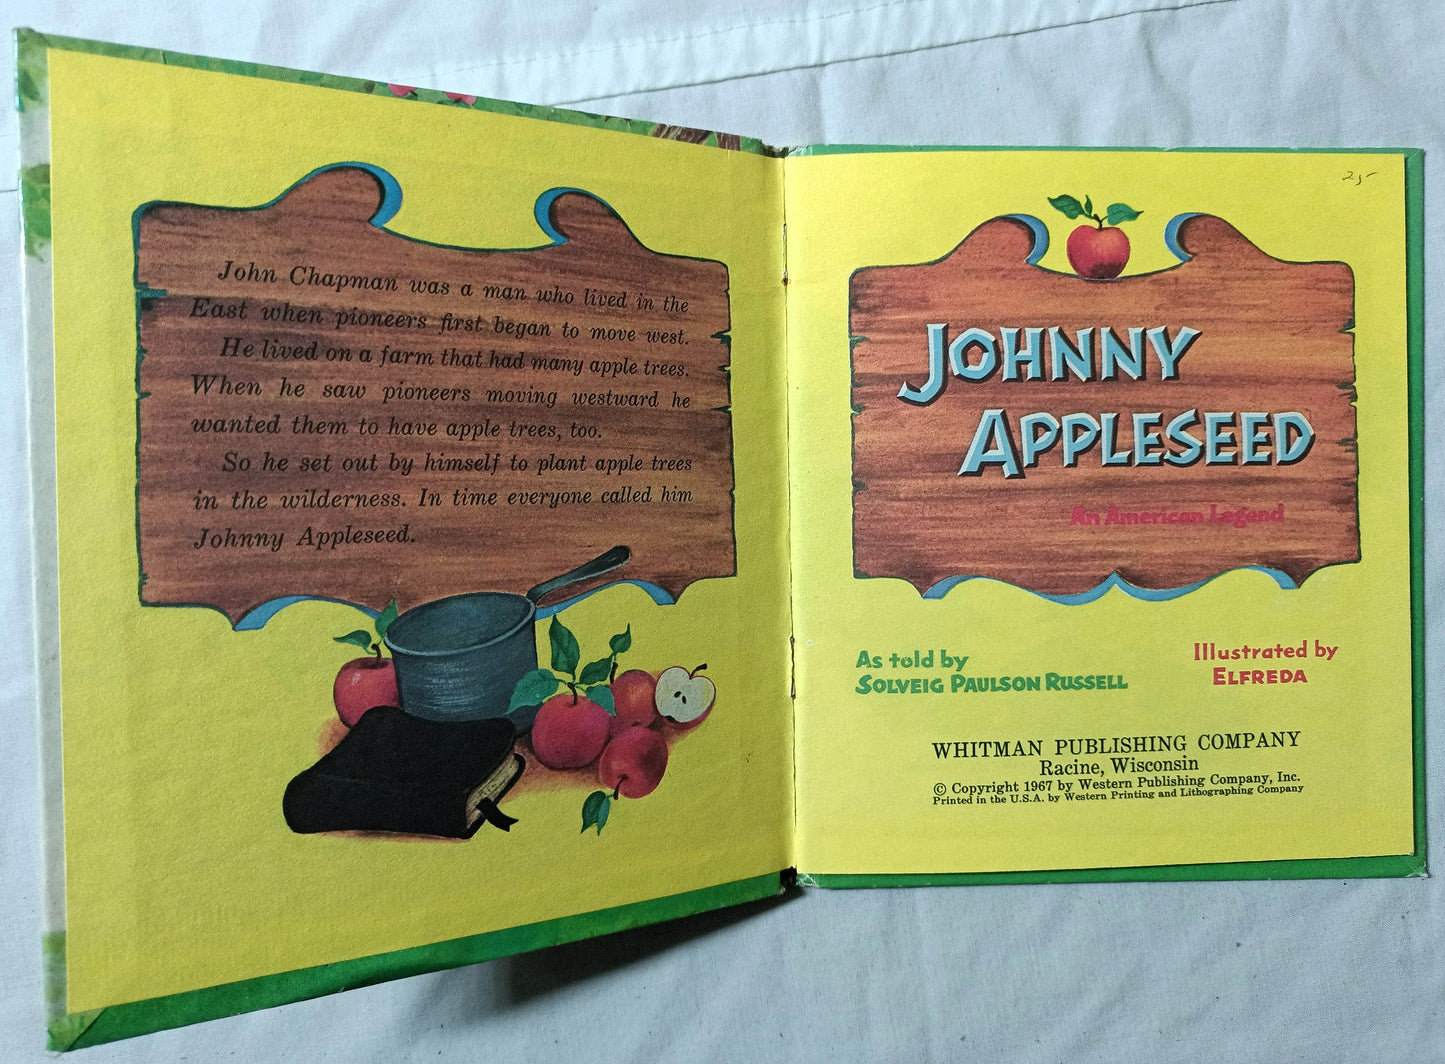 John Chapman was a man who lived in the
East when pioneers first began to move west.
He lived on a farm that had many apple trees.
When he saw pioneers moving westward he
wanted them to have apple trees, too.
So he set out by himself to plant apple trees
in the wilderness. In time everyone called him
Johnny Appleseed.
JOHNNY
APPLESEED
An American Legend
As told by
SOLVEIG PAULSON RUSSELL
Illustrated by
ELFREDA
WHITMAN PUBLISHING COMPANY
Racine, Wisconsin
© Copyright 1967 by Western Publishing Company, Inc.
Printed in the U.S.A. by Western Printing and Lithographing Company